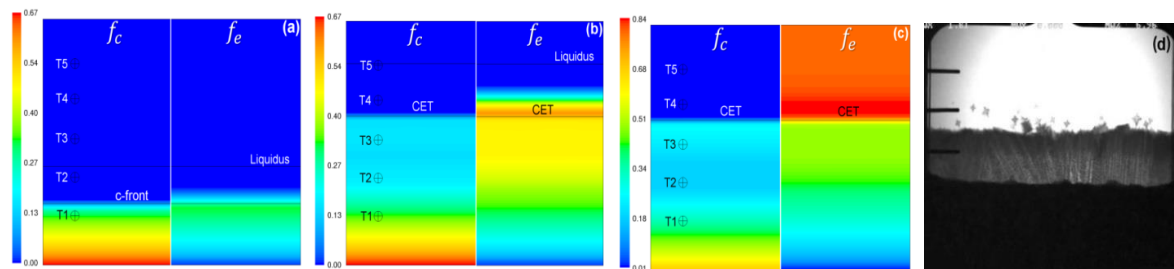 0.67
0.53
0.40
0.27
0.13
0.00
f_c
f_e
(a)
T5
T4
T3
T2
T1
Liquidus
c-front
0.67
0.54
0.40
0.27
0.13
0.00
f_c
f_e
(b)
T5
T4
T3
T2
T1
Liquidus
CET
CET
0.84
0.68
0.51
0.34
0.18
0.01
f_c
f_e
(c)
T5
T4
T3
T2
T1
CET
CET
(d)